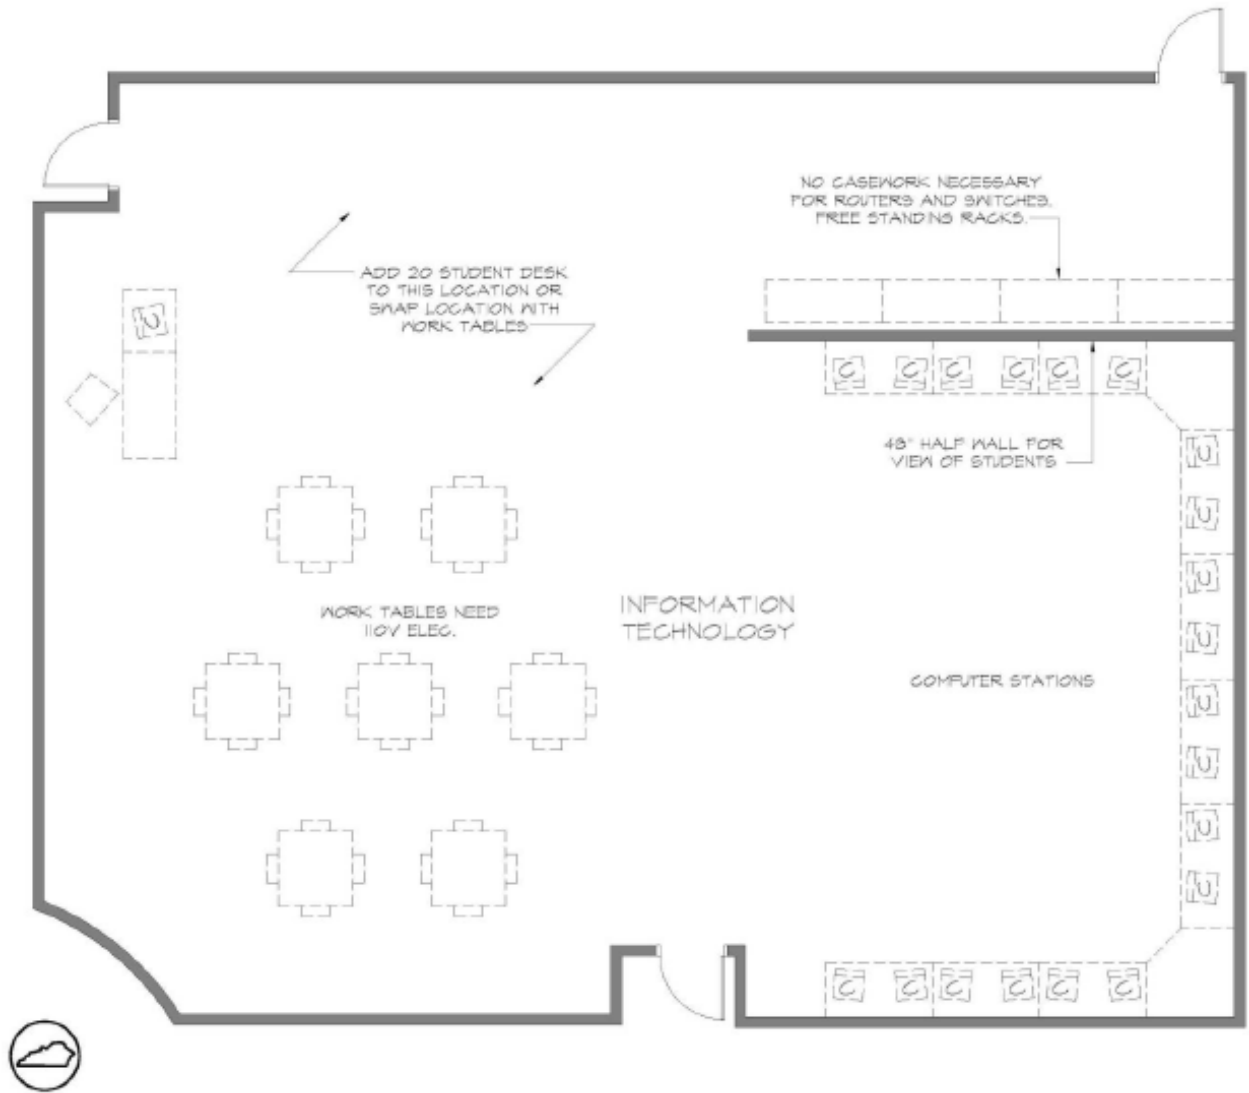 NO CASEWORK NECESSARY
FOR ROUTERS AND SWITCHES.
FREE STANDING RACKS.
ADD 20 STUDENT DESK
TO THIS LOCATION OR
SWAP LOCATION WITH
WORK TABLES
48" HALF WALL FOR
VIEW OF STUDENTS
WORK TABLES NEED
110V ELEC.
INFORMATION
TECHNOLOGY
COMPUTER STATIONS